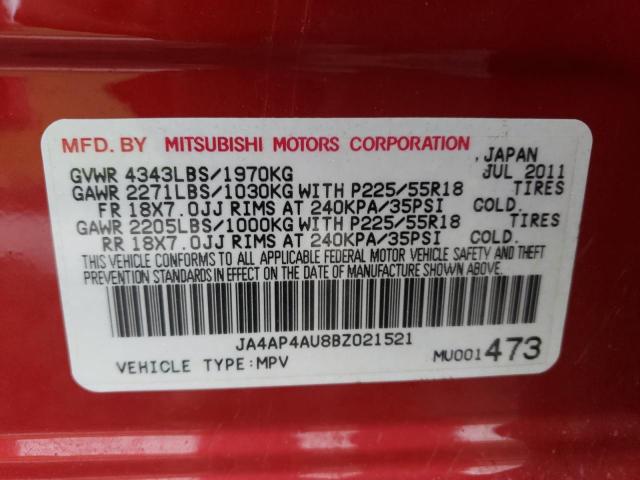 MFD. BY MITSUBISHI MOTORS CORPORATION, JAPAN
GVWR 4343LBS/1970KG JUL 2011
GAWR 2271LBS/1030KG WITH P225/55R18 TIRES
FR 18X7.0JJ RIMS AT 240KPA/35PSI COLD.
GAWR 2205LBS/1000KG WITH P225/55R18 TIRES
RR 18X7.0JJ RIMS AT 240KPA/35PSI COLD.
THIS VEHICLE CONFORMS TO ALL APPLICABLE FEDERAL MOTOR VEHICLE SAFETY AND THEFT
PREVENTION STANDARDS IN EFFECT ON THE DATE OF MANUFACTURE SHOWN ABOVE.
JA4AP4AU8BZ021521
VEHICLE TYPE:MPV MU001473